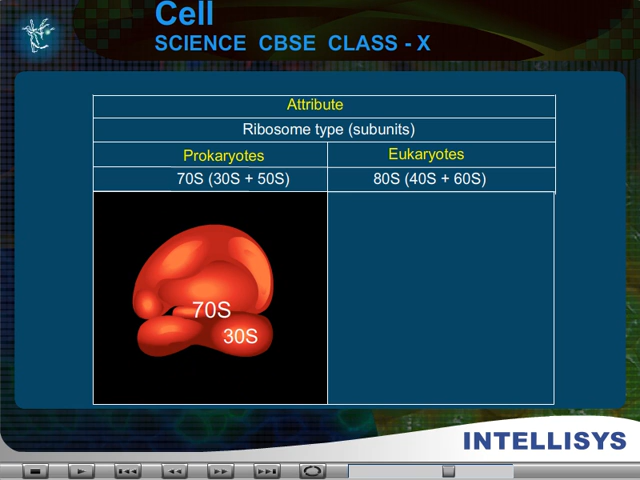 Cell
SCIENCE CBSE CLASS - X
Attribute
Ribosome type (subunits)
Prokaryotes Eukaryotes
70S (30S + 50S) 80S (40S + 60S)
70S
30S
INTELLISYS